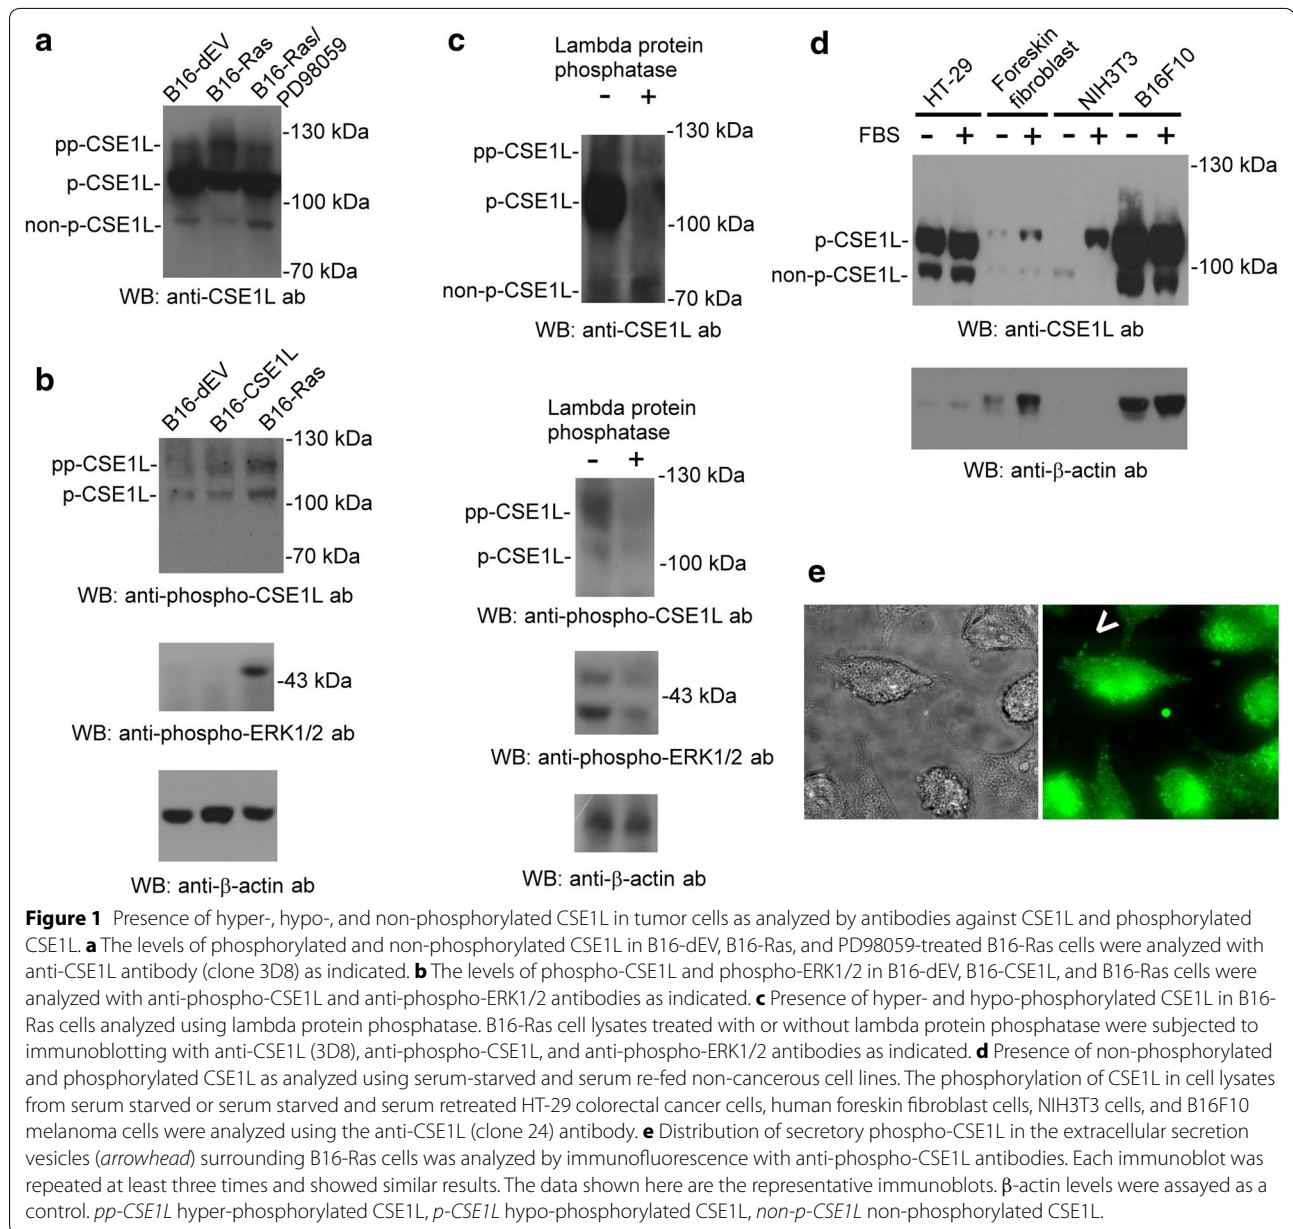 a
B16-dEV
B16-Ras
B16-Ras/
PD98059
-130 kDa
pp-CSE1L-
p-CSE1L-
-100 kDa
non-p-CSE1L-
-70 kDa
WB: anti-CSE1L ab
b
B16-dEV
B16-CSE1L
B16-Ras
-130 kDa
pp-CSE1L-
p-CSE1L-
-100 kDa
-70 kDa
WB: anti-phospho-CSE1L ab
-43 kDa
WB: anti-phospho-ERK1/2 ab
WB: anti-β-actin ab
c
Lambda protein
phosphatase
- +
-130 kDa
pp-CSE1L-
p-CSE1L-
-100 kDa
non-p-CSE1L-
-70 kDa
WB: anti-CSE1L ab
Lambda protein
phosphatase
- +
-130 kDa
pp-CSE1L-
p-CSE1L-
-100 kDa
WB: anti-phospho-CSE1L ab
-43 kDa
WB: anti-phospho-ERK1/2 ab
WB: anti-β-actin ab
d
HT-29
Foreskin
fibroblast
NIH3T3
B16F10
FBS - + - + - + - +
-130 kDa
p-CSE1L-
non-p-CSE1L-
-100 kDa
WB: anti-CSE1L ab
WB: anti-β-actin ab
e
Figure 1 Presence of hyper-, hypo-, and non-phosphorylated CSE1L in tumor cells as analyzed by antibodies against CSE1L and phosphorylated
CSE1L. a The levels of phosphorylated and non-phosphorylated CSE1L in B16-dEV, B16-Ras, and PD98059-treated B16-Ras cells were analyzed with
anti-CSE1L antibody (clone 3D8) as indicated. b The levels of phospho-CSE1L and phospho-ERK1/2 in B16-dEV, B16-CSE1L, and B16-Ras cells were
analyzed with anti-phospho-CSE1L and anti-phospho-ERK1/2 antibodies as indicated. c Presence of hyper- and hypo-phosphorylated CSE1L in B16-
Ras cells analyzed using lambda protein phosphatase. B16-Ras cell lysates treated with or without lambda protein phosphatase were subjected to
immunoblotting with anti-CSE1L (3D8), anti-phospho-CSE1L, and anti-phospho-ERK1/2 antibodies as indicated. d Presence of non-phosphorylated
and phosphorylated CSE1L as analyzed using serum-starved and serum re-fed non-cancerous cell lines. The phosphorylation of CSE1L in cell lysates
from serum starved or serum starved and serum retreated HT-29 colorectal cancer cells, human foreskin fibroblast cells, NIH3T3 cells, and B16F10
melanoma cells were analyzed using the anti-CSE1L (clone 24) antibody. e Distribution of secretory phospho-CSE1L in the extracellular secretion
vesicles (arrowhead) surrounding B16-Ras cells was analyzed by immunofluorescence with anti-phospho-CSE1L antibodies. Each immunoblot was
repeated at least three times and showed similar results. The data shown here are the representative immunoblots. β-actin levels were assayed as a
control. pp-CSE1L hyper-phosphorylated CSE1L, p-CSE1L hypo-phosphorylated CSE1L, non-p-CSE1L non-phosphorylated CSE1L.